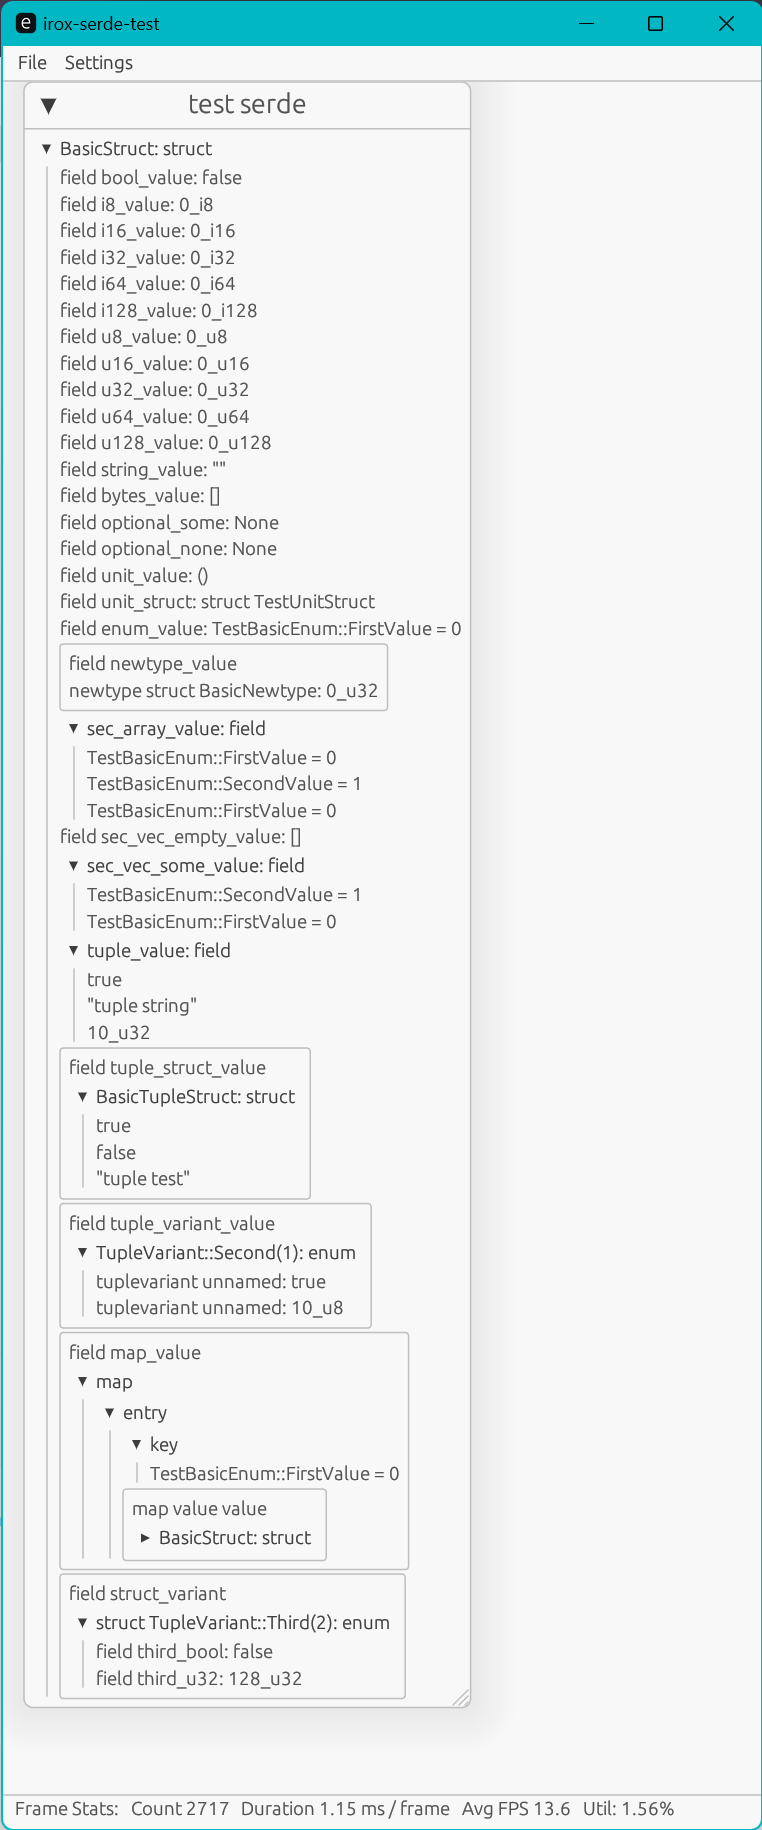 e irox-serde-test
File Settings
test serde
BasicStruct: struct
field bool_value: false
field i8_value: 0_i8
field i16_value: 0_i16
field i32_value: 0_i32
field i64_value: 0_i64
field i128_value: 0_i128
field u8_value: 0_u8
field u16_value: 0_u16
field u32_value: 0_u32
field u64_value: 0_u64
field u128_value: 0_u128
field string_value: ""
field bytes_value: []
field optional_some: None
field optional_none: None
field unit_value: ()
field unit_struct: struct TestUnitStruct
field enum_value: TestBasicEnum::FirstValue = 0
field newtype_value
newtype struct BasicNewtype: 0_u32
sec_array_value: field
TestBasicEnum::FirstValue = 0
TestBasicEnum::SecondValue = 1
TestBasicEnum::FirstValue = 0
field sec_vec_empty_value: []
sec_vec_some_value: field
TestBasicEnum::SecondValue = 1
TestBasicEnum::FirstValue = 0
tuple_value: field
true
"tuple string"
10_u32
field tuple_struct_value
BasicTupleStruct: struct
true
false
"tuple test"
field tuple_variant_value
TupleVariant::Second(1): enum
tuplevariant unnamed: true
tuplevariant unnamed: 10_u8
field map_value
map
entry
key
TestBasicEnum::FirstValue = 0
map value value
BasicStruct: struct
field struct_variant
struct TupleVariant::Third(2): enum
field third_bool: false
field third_u32: 128_u32
Frame Stats: Count 2717 Duration 1.15 ms / frame Avg FPS 13.6 Util: 1.56%